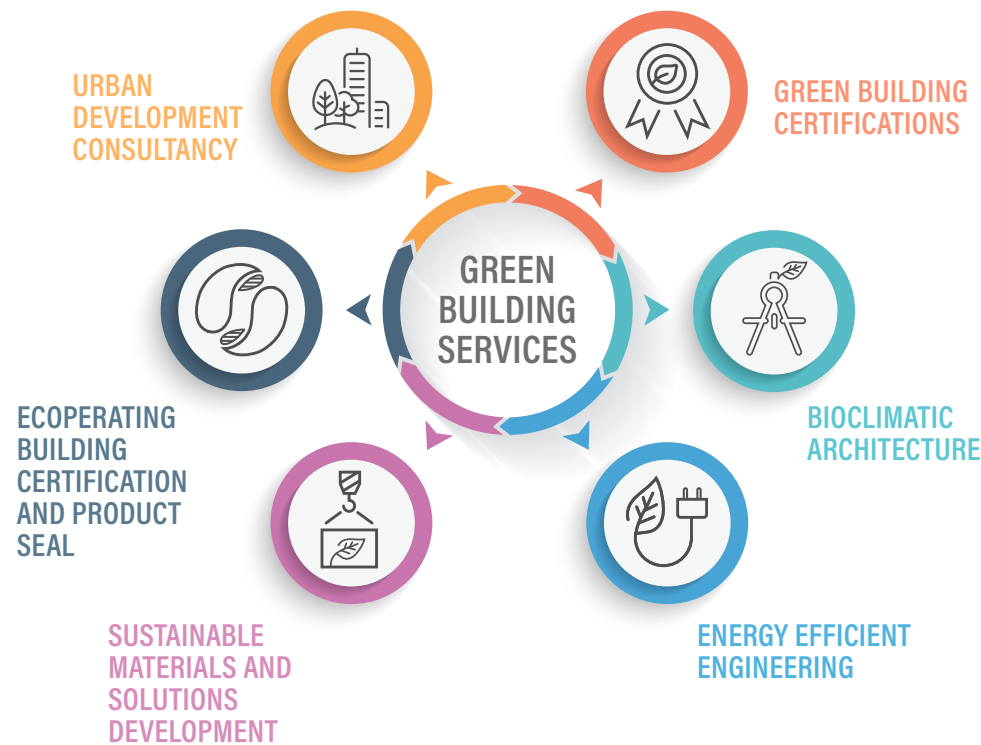 URBAN
DEVELOPMENT
CONSULTANCY
GREEN BUILDING
CERTIFICATIONS
GREEN
BUILDING
SERVICES
ECOPERATING
BUILDING
CERTIFICATION
AND PRODUCT
SEAL
BIOCLIMATIC
ARCHITECTURE
SUSTAINABLE
MATERIALS AND
SOLUTIONS
DEVELOPMENT
ENERGY EFFICIENT
ENGINEERING